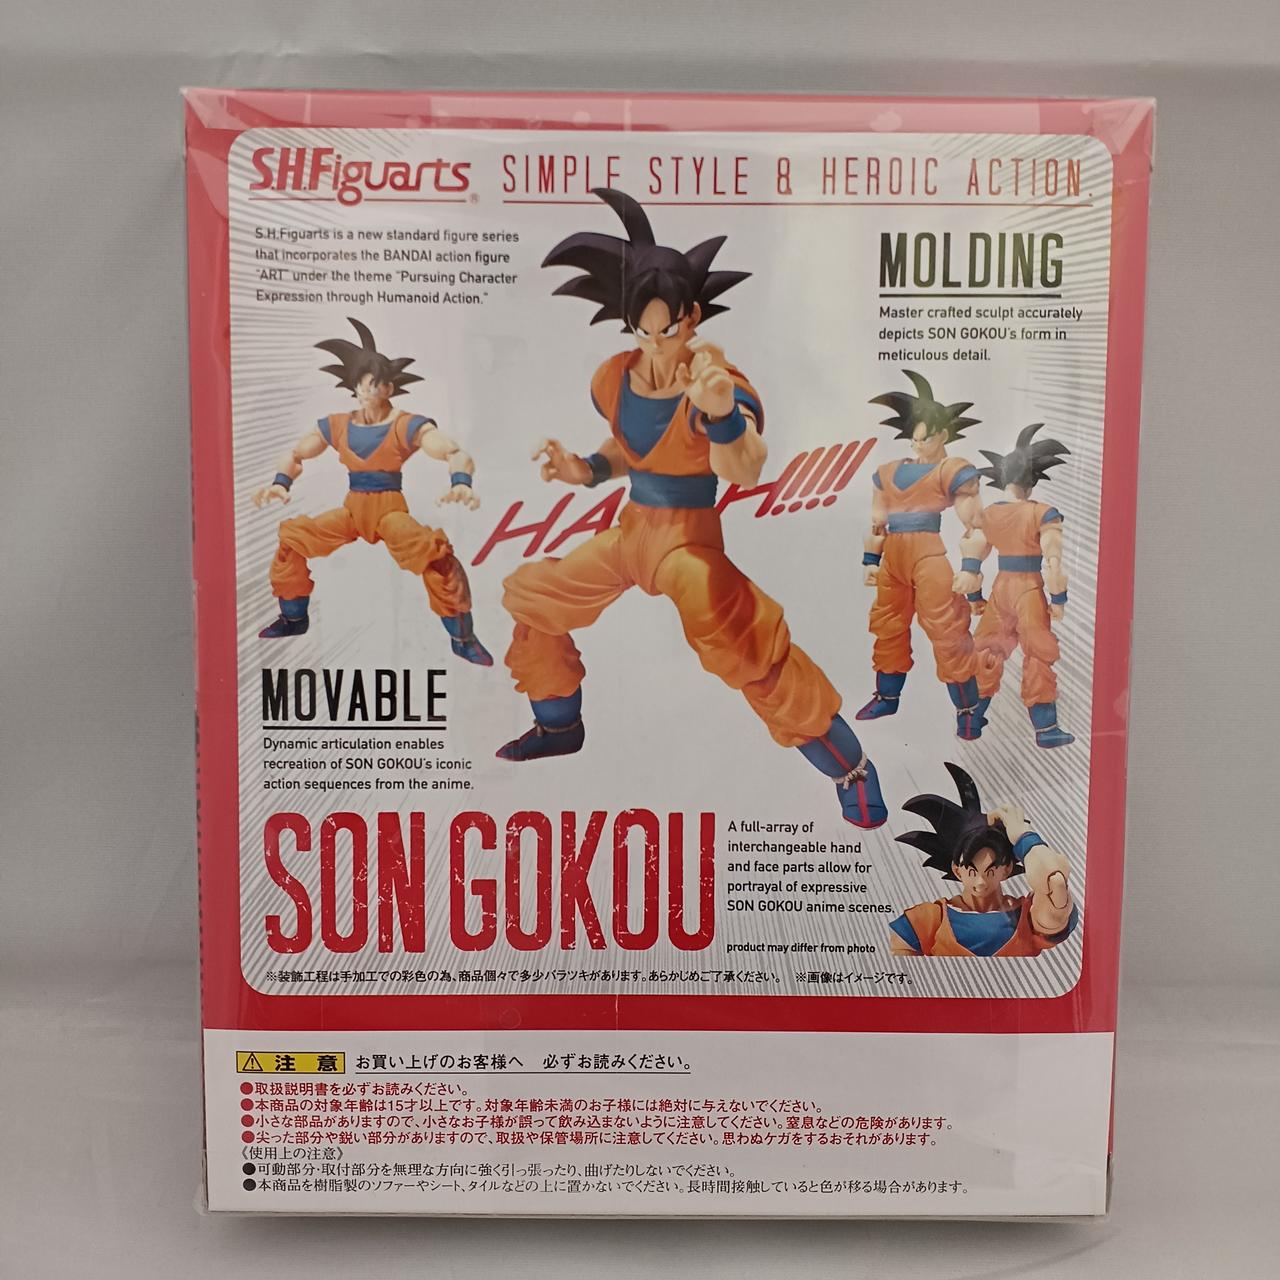 S.H.Figuarts®
SIMPLE STYLE & HEROIC ACTION.
S.H.Figuarts is a new standard figure series
that incorporates the BANDAI action figure
"ART" under the theme "Pursuing Character
Expression through Humanoid Action."
MOLDING
Master crafted sculpt accurately
depicts SON GOKOU's form in
meticulous detail.
MOVABLE
Dynamic articulation enables
recreation of SON GOKOU's iconic
action sequences from the anime.
SON GOKOU
A full-array of
interchangeable hand
and face parts allow for
portrayal of expressive
SON GOKOU anime scenes.
product may differ from photo
※装飾工程は手加工での彩色の為、商品個々で多少バラツキがあります。あらかじめご了承ください。 ※画像はイメージです。
⚠注 意 お買い上げのお客様へ 必ずお読みください。
●取扱説明書を必ずお読みください。
●本商品の対象年齢は15才以上です。対象年齢未満のお子様には絶対に与えないでください。
●小さな部品がありますので、小さなお子様が誤って飲み込まないように注意してください。窒息などの危険があります。
●尖った部分や鋭い部分がありますので、取扱や保管場所に注意してください。思わぬケガをするおそれがあります。
《使用上の注意》
●可動部分・取付部分を無理な方向に強く引っ張ったり、曲げたりしないでください。
●本商品を樹脂製のソファーやシート、タイルなどの上に置かないでください。長時間接触していると色が移る場合があります。